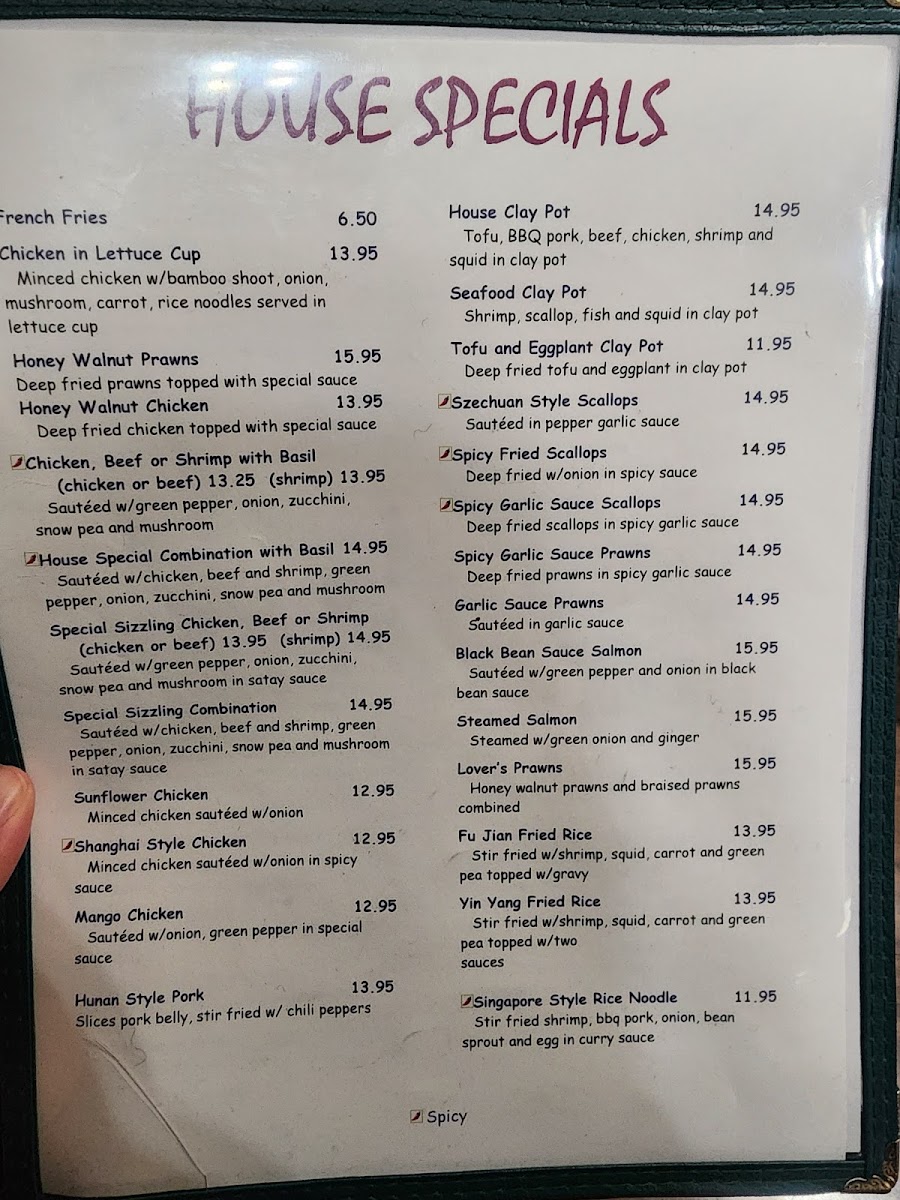 HOUSE SPECIALS
French Fries 6.50
Chicken in Lettuce Cup 13.95
Minced chicken w/bamboo shoot, onion,
mushroom, carrot, rice noodles served in
lettuce cup
Honey Walnut Prawns 15.95
Deep fried prawns topped with special sauce
Honey Walnut Chicken 13.95
Deep fried chicken topped with special sauce
Chicken, Beef or Shrimp with Basil
(chicken or beef) 13.25 (shrimp) 13.95
Sautéed w/green pepper, onion, zucchini,
snow pea and mushroom
House Special Combination with Basil 14.95
Sautéed w/chicken, beef and shrimp, green
pepper, onion, zucchini, snow pea and mushroom
Special Sizzling Chicken, Beef or Shrimp
(chicken or beef) 13.95 (shrimp) 14.95
Sautéed w/green pepper, onion, zucchini,
snow pea and mushroom in satay sauce
Special Sizzling Combination 14.95
Sautéed w/chicken, beef and shrimp, green
pepper, onion, zucchini, snow pea and mushroom
in satay sauce
Sunflower Chicken 12.95
Minced chicken sautéed w/onion
Shanghai Style Chicken 12.95
Minced chicken sautéed w/onion in spicy
sauce
Mango Chicken 12.95
Sautéed w/onion, green pepper in special
sauce
Hunan Style Pork 13.95
Slices pork belly, stir fried w/ chili peppers
House Clay Pot 14.95
Tofu, BBQ pork, beef, chicken, shrimp and
squid in clay pot
Seafood Clay Pot 14.95
Shrimp, scallop, fish and squid in clay pot
Tofu and Eggplant Clay Pot 11.95
Deep fried tofu and eggplant in clay pot
Szechuan Style Scallops 14.95
Sautéed in pepper garlic sauce
Spicy Fried Scallops 14.95
Deep fried w/onion in spicy sauce
Spicy Garlic Sauce Scallops 14.95
Deep fried scallops in spicy garlic sauce
Spicy Garlic Sauce Prawns 14.95
Deep fried prawns in spicy garlic sauce
Garlic Sauce Prawns 14.95
Sautéed in garlic sauce
Black Bean Sauce Salmon 15.95
Sautéed w/green pepper and onion in black
bean sauce
Steamed Salmon 15.95
Steamed w/green onion and ginger
Lover's Prawns 15.95
Honey walnut prawns and braised prawns
combined
Fu Jian Fried Rice 13.95
Stir fried w/shrimp, squid, carrot and green
pea topped w/gravy
Yin Yang Fried Rice 13.95
Stir fried w/shrimp, squid, carrot and green
pea topped w/two
sauces
Singapore Style Rice Noodle 11.95
Stir fried shrimp, bbq pork, onion, bean
sprout and egg in curry sauce
Spicy